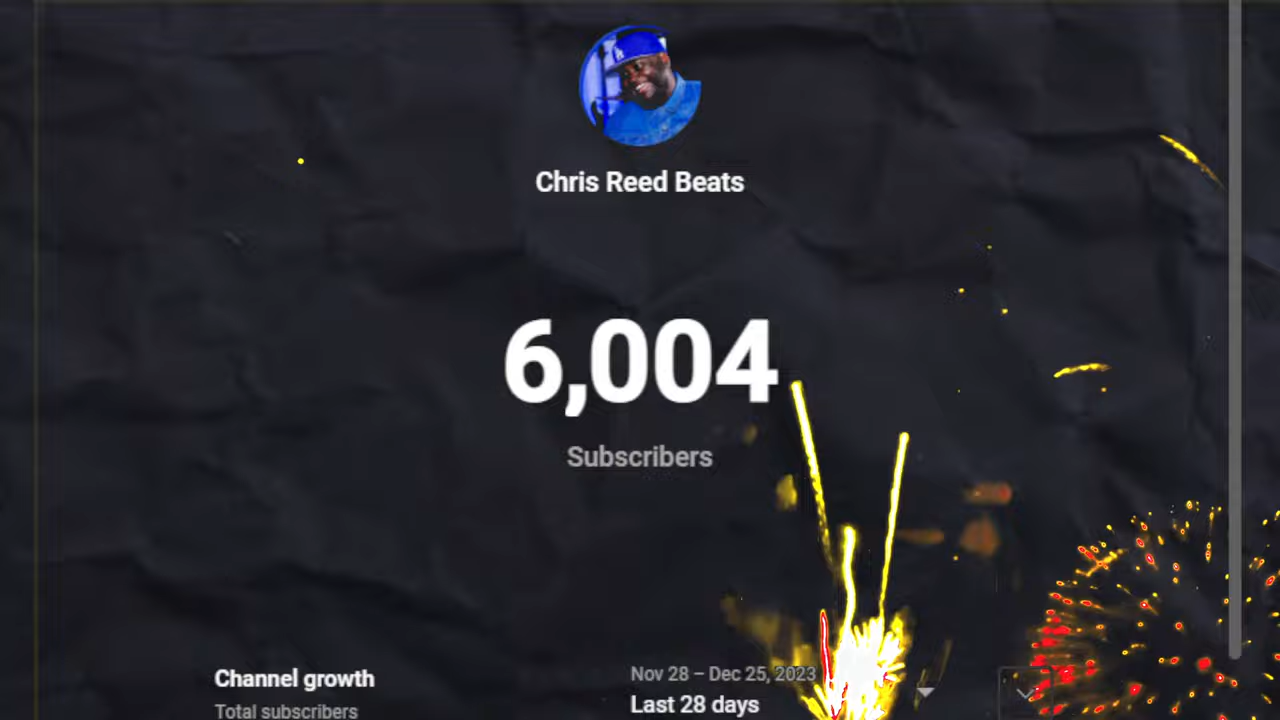 Chris Reed Beats
6,004
Subscribers
Channel growth
Nov 28 – Dec 25, 2023
Total subscribers
Last 28 days